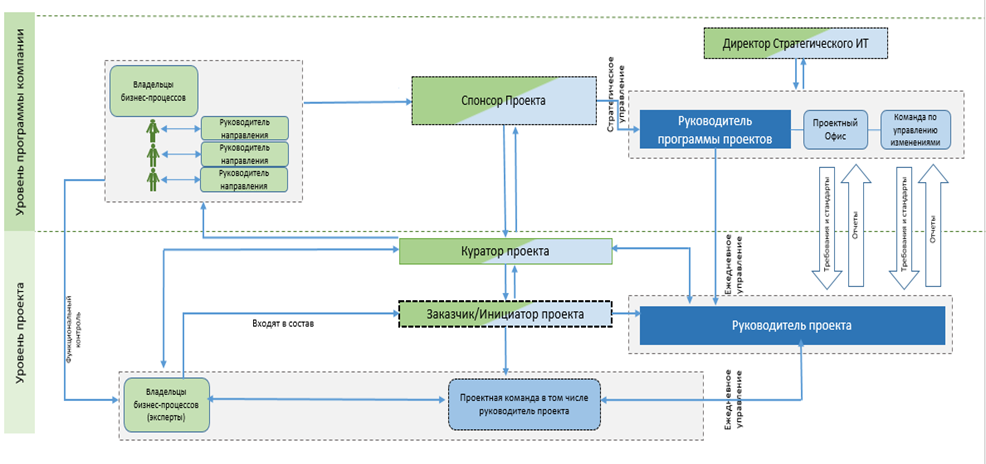 Уровень программы компании
Владельцы
бизнес-процессов
Руководитель
направления
Руководитель
направления
Руководитель
направления
Спонсор Проекта
Стратегическое
управление
Директор Стратегического ИТ
Руководитель
программы проектов
Проектный
Офис
Команда по
управлению
изменениями
Требования и стандарты
Отчеты
Требования и стандарты
Отчеты
Уровень проекта
Функциональный
контроль
Куратор проекта
Ежедневное
управление
Входят в состав
Заказчик/Инициатор проекта
Руководитель проекта
Владельцы
бизнес-процессов
(эксперты)
Проектная команда в том числе
руководитель проекта
Ежедневное
управление